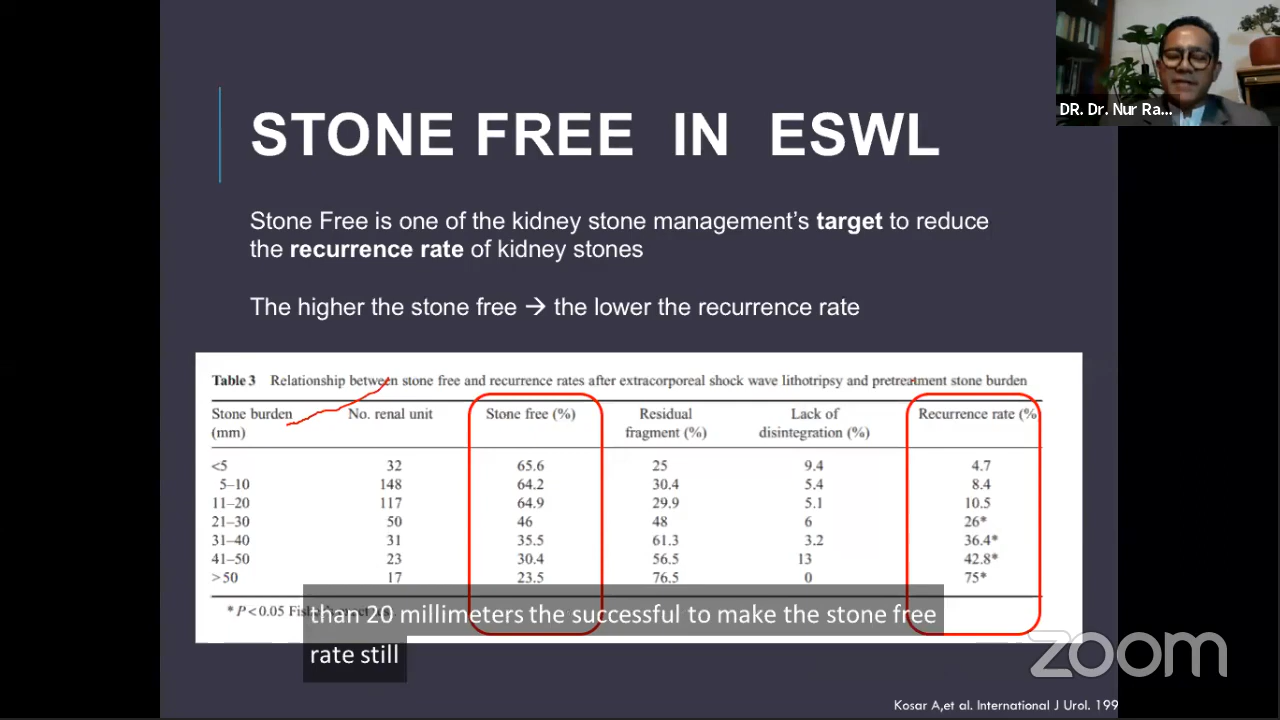 DR. Dr. Nur Ra...
STONE FREE IN ESWL
Stone Free is one of the kidney stone management's target to reduce
the recurrence rate of kidney stones
The higher the stone free → the lower the recurrence rate
Table 3 Relationship between stone free and recurrence rates after extracorporeal shock wave lithotripsy and pretreatment stone burden
Stone burden (mm) No. renal unit Stone free (%) Residual fragment (%) Lack of disintegration (%) Recurrence rate (%
<5 32 65.6 25 9.4 4.7
5–10 148 64.2 30.4 5.4 8.4
11–20 117 64.9 29.9 5.1 10.5
21–30 50 46 48 6 26*
31–40 31 35.5 61.3 3.2 36.4*
41–50 23 30.4 56.5 13 42.8*
>50 17 23.5 76.5 0 75*
* P<0.05
than 20 millimeters the successful to make the stone free
rate still
zoom
Kosar A,et al. International J Urol. 199